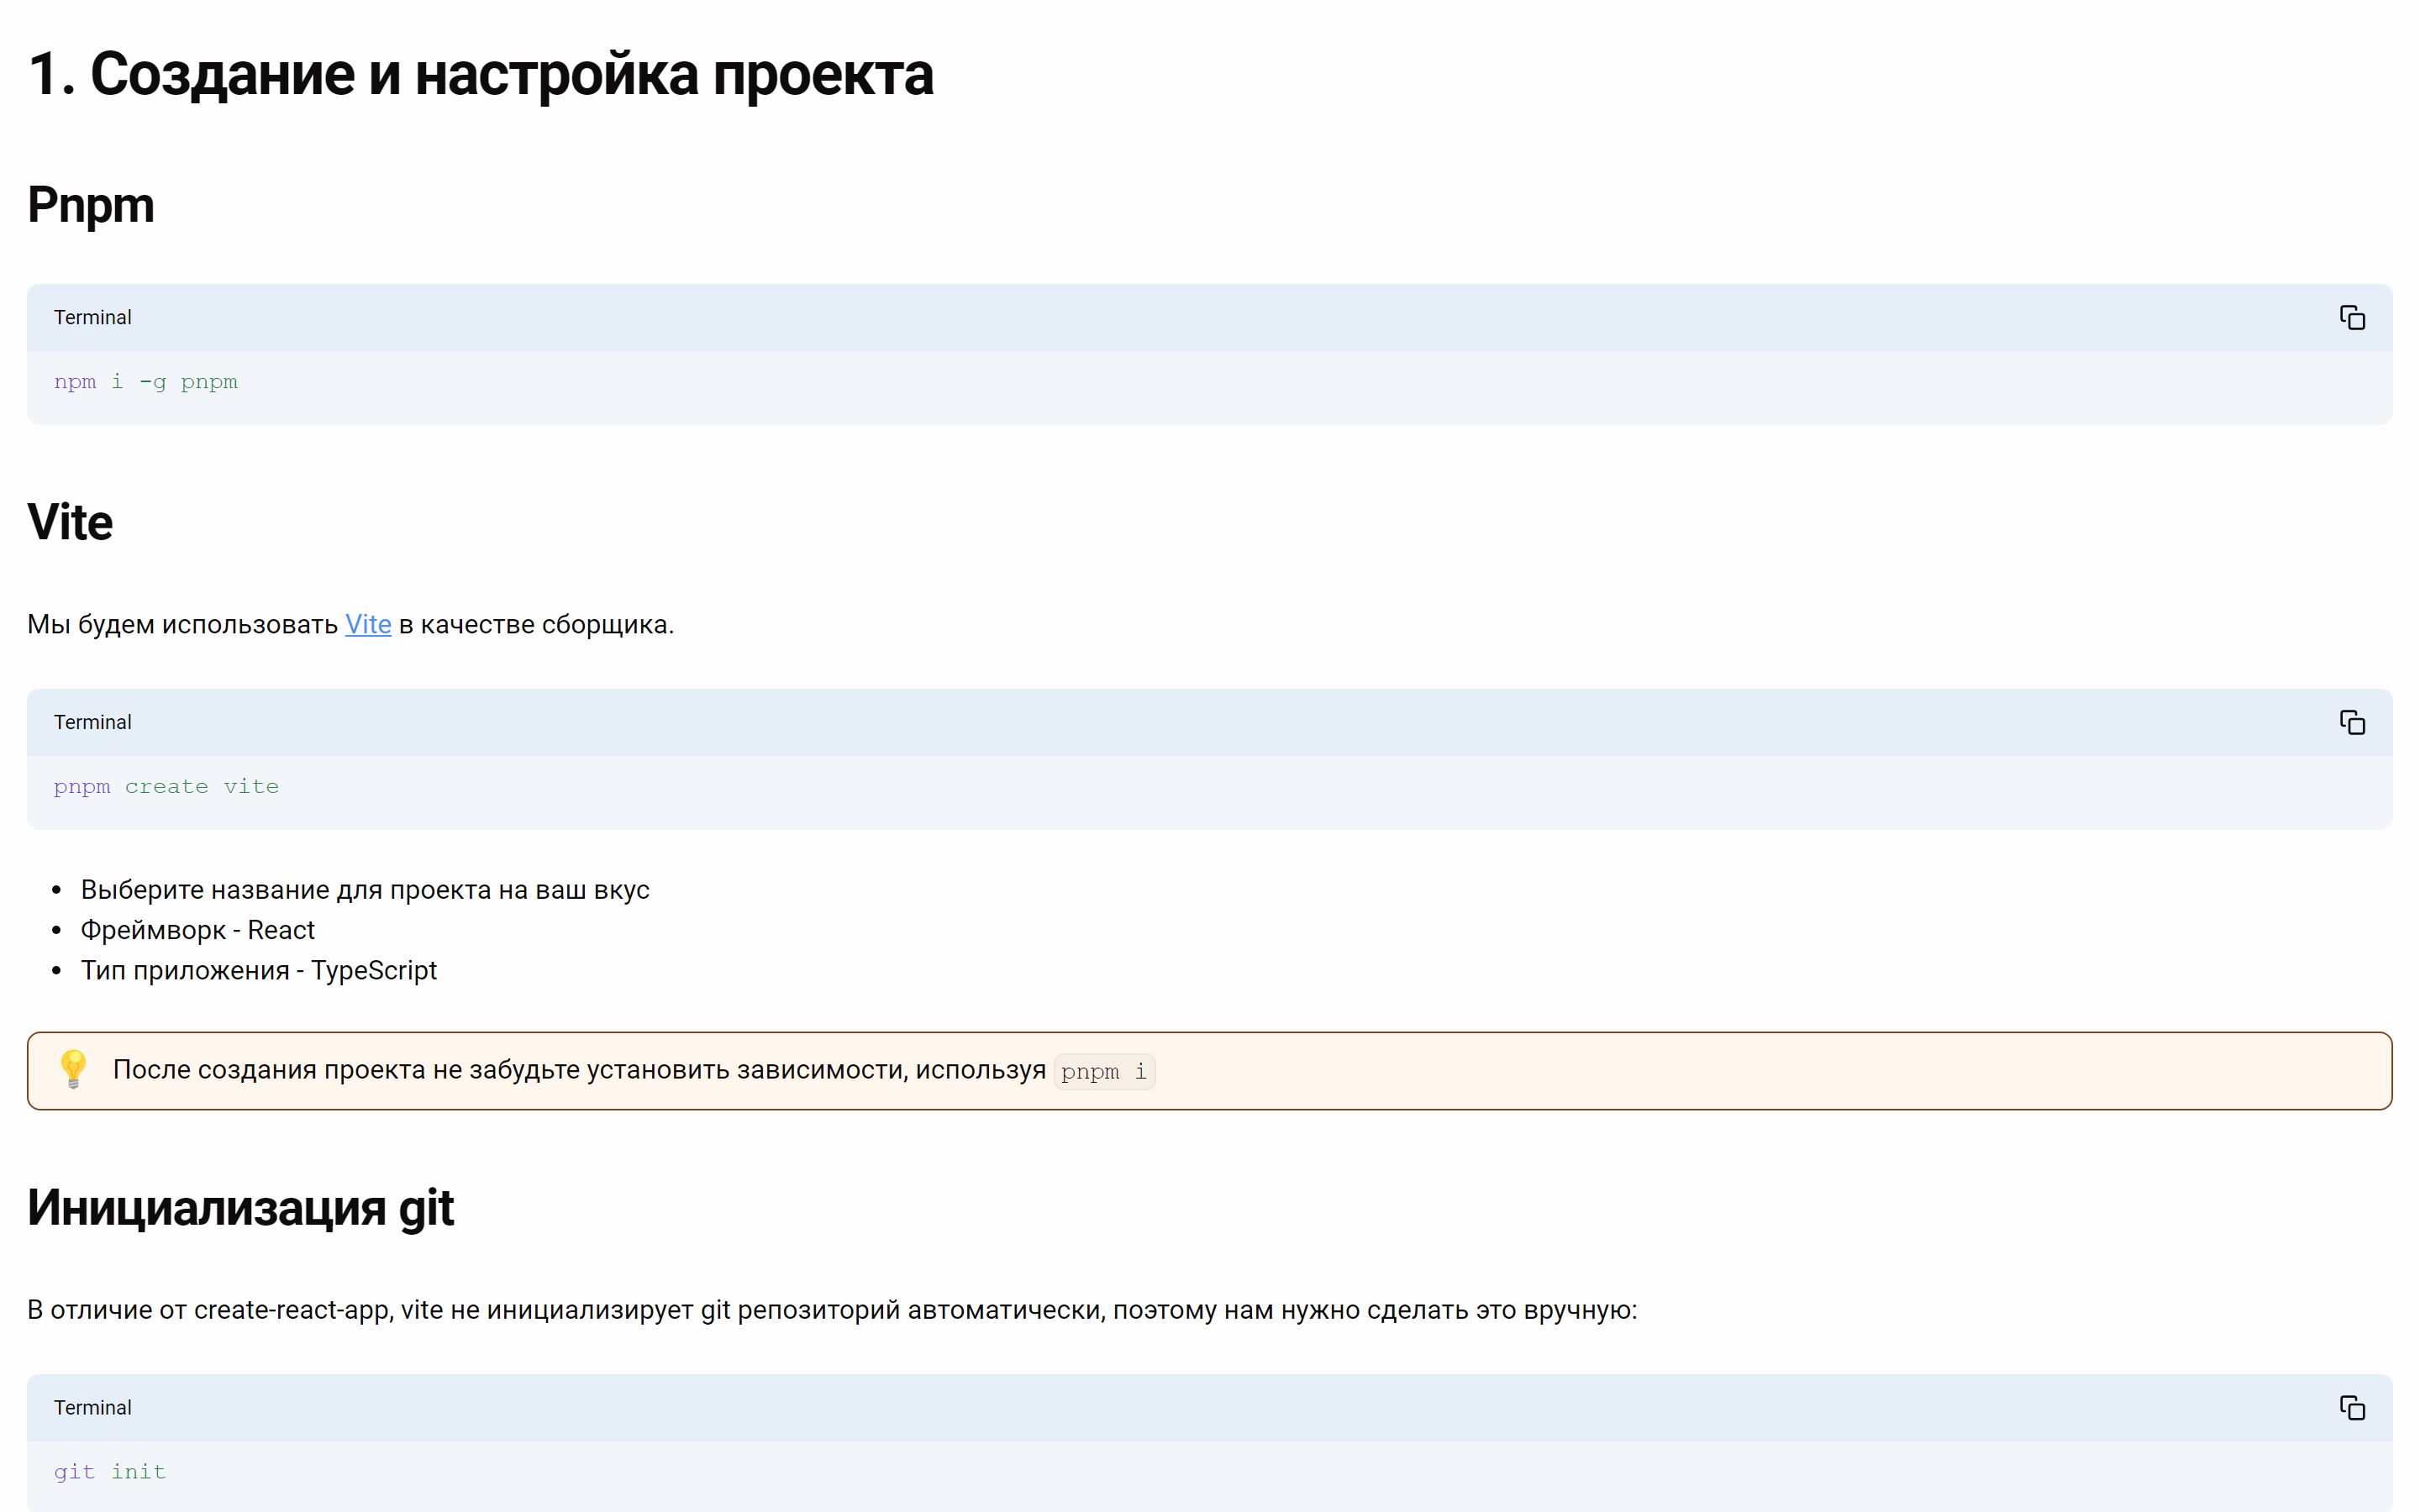 1. Создание и настройка проекта
Pnpm
Terminal
npm i -g pnpm
Vite
Мы будем использовать Vite в качестве сборщика.
Terminal
pnpm create vite
• Выберите название для проекта на ваш вкус
• Фреймворк - React
• Тип приложения - TypeScript
После создания проекта не забудьте установить зависимости, используя pnpm i
Инициализация git
В отличие от create-react-app, vite не инициализирует git репозиторий автоматически, поэтому нам нужно сделать это вручную:
Terminal
git init